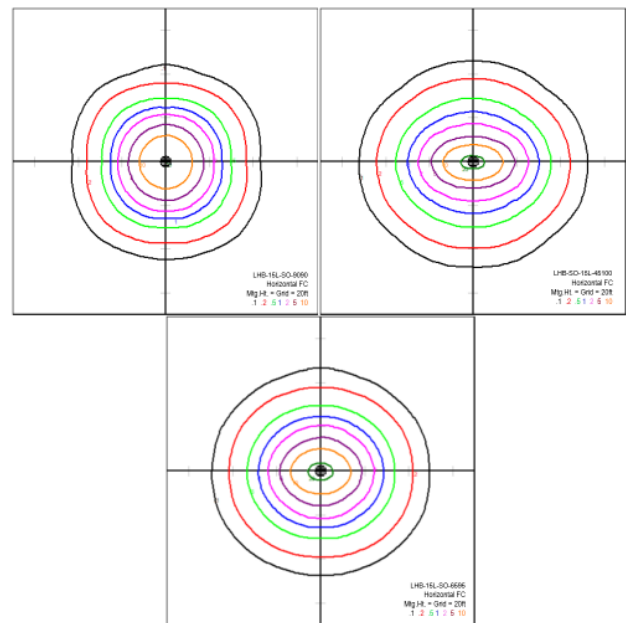 LHB-15L-SO-9090
Horizontal FC
Mtg.Ht. = Grid = 20ft
.1 .2 .5 1 2 5 10
LHB-SO-15L-45100
Horizontal FC
Mtg.Ht. = Grid = 20ft
.1 .2 .5 1 2 5 10
LHB-15L-SO-6595
Horizontal FC
Mtg.Ht. = Grid = 20ft
.1 .2 .5 1 2 5 10